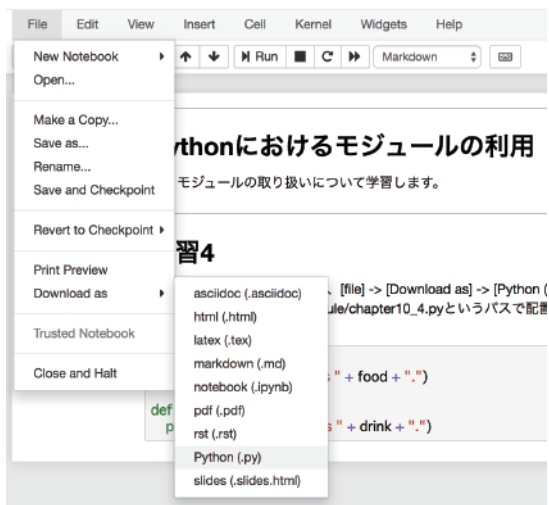 File Edit View Insert Cell Kernel Widgets Help
New Notebook
Run Markdown
Open...
Make a Copy...
Save as...
ythonにおけるモジュールの利用
Rename...
Save and Checkpoint
モジュールの取り扱いについて学習します。
Revert to Checkpoint
習4
Print Preview
Download as
asciidoc (.asciidoc)
[file] -> [Download as] -> [Python (
html (.html)
ule/chapter10_4.pyというパスで配置
latex (.tex)
Trusted Notebook
markdown (.md)
Close and Halt
notebook (.ipynb)
" + food + ".")
def
pdf (.pdf)
p
rst (.rst)
s " + drink + ".")
Python (.py)
slides (.slides.html)